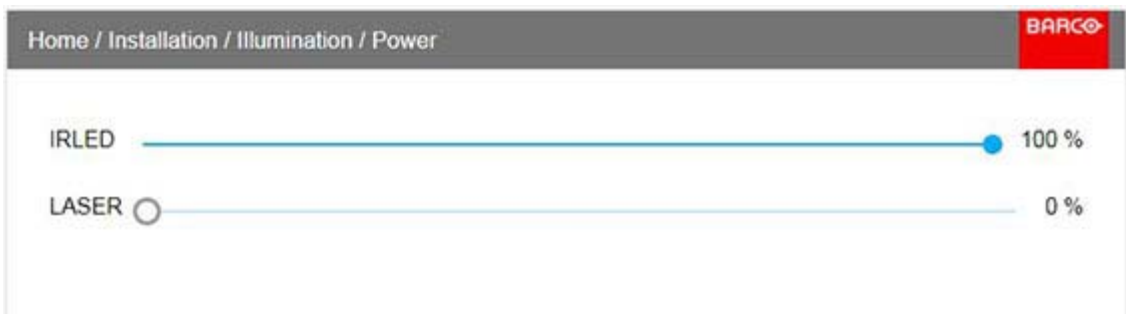 Home / Installation / Illumination / Power
BARCO
IRLED 100 %
LASER 0 %